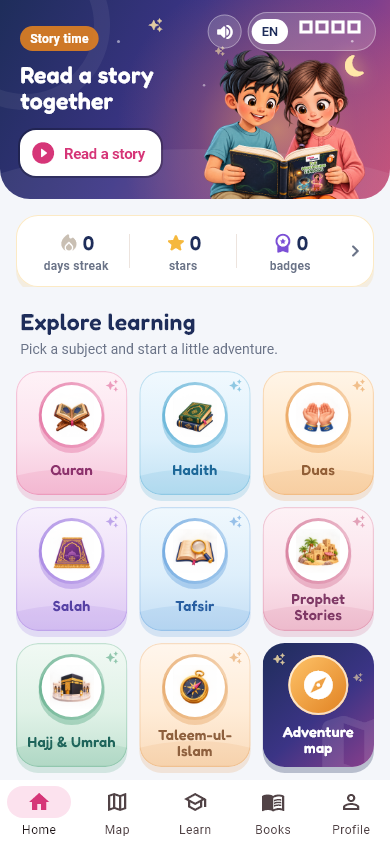 Story time
EN
Read a story
together
Read a story
0
days streak
0
stars
0
badges
Explore learning
Pick a subject and start a little adventure.
Quran
Hadith
Duas
Salah
Tafsir
Prophet
Stories
Hajj & Umrah
Taleem-ul-
Islam
Adventure
map
Home
Map
Learn
Books
Profile